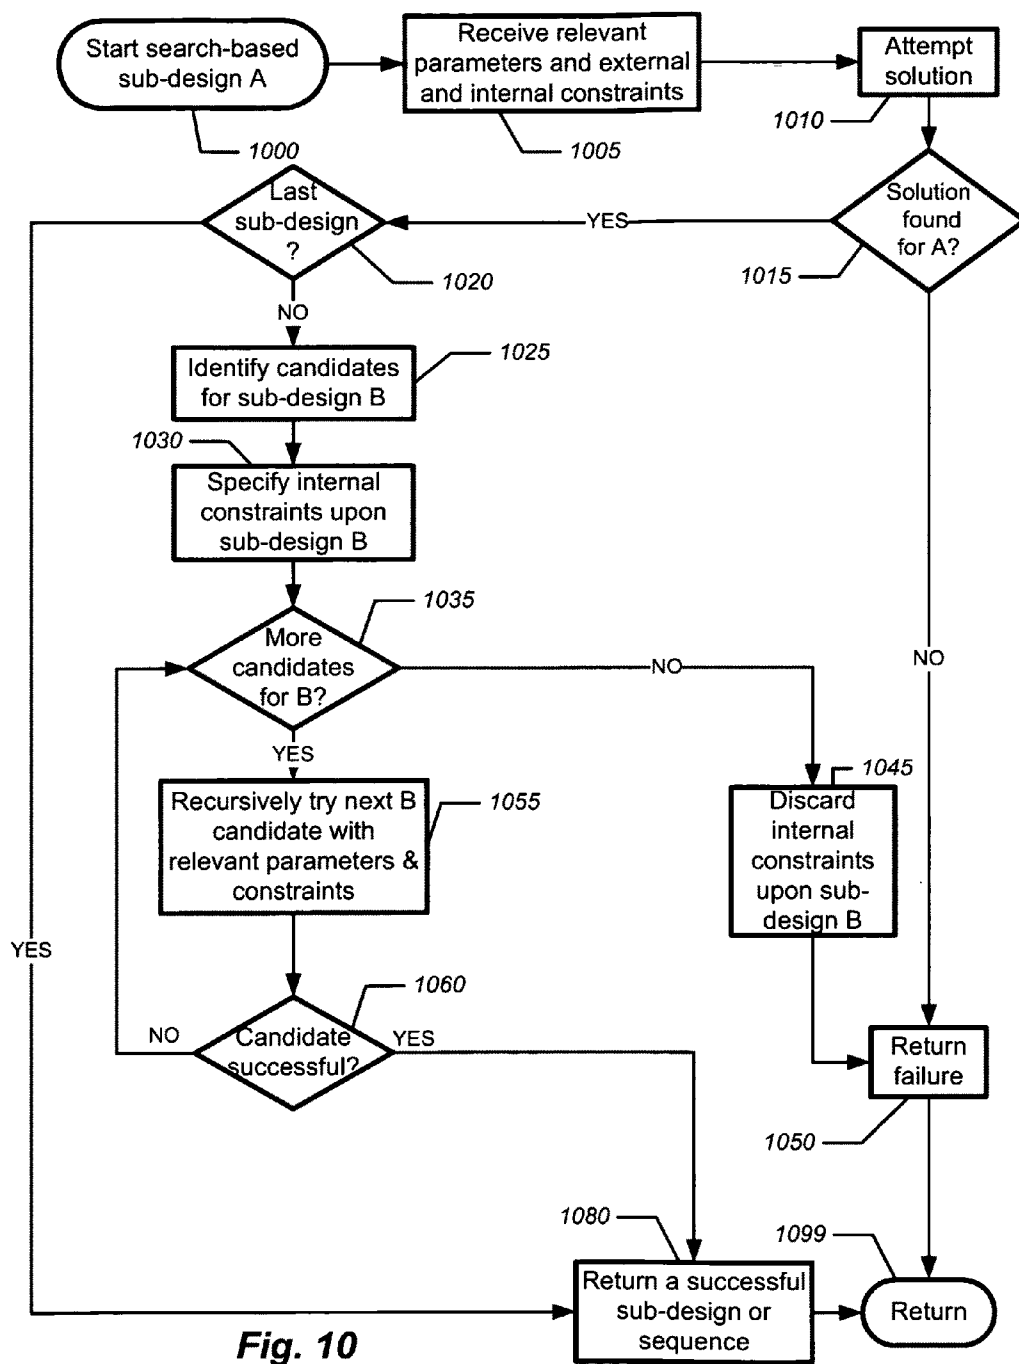 Start search-based
sub-design A
1000
Receive relevant
parameters and external
and internal constraints
1005
Attempt
solution
1010
Solution
found
for A?
1015
YES
Last
sub-design
?
1020
NO
Identify candidates
for sub-design B
1025
1030
Specify internal
constraints upon
sub-design B
1035
More
candidates
for B?
NO
NO
YES
Recursively try next B
candidate with
relevant parameters &
constraints
1055
1045
Discard
internal
constraints
upon sub-
design B
YES
1060
Candidate
successful?
NO
YES
Return
failure
1050
1080
Return a successful
sub-design or
sequence
1099
Return
Fig. 10